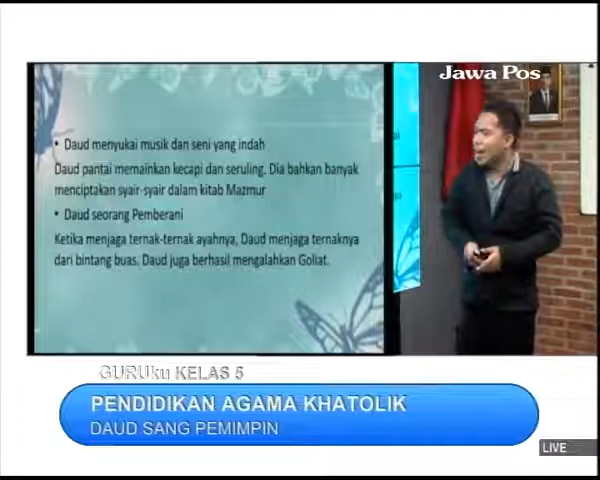 Jawa Pos
• Daud menyukai musik dan seni yang indah
Daud pantai memainkan kecapi dan seruling. Dia bahkan banyak
menciptakan syair-syair dalam kitab Mazmur
• Daud seorang Pemberani
Ketika menjaga ternak-ternak ayahnya, Daud menjaga ternaknya
dari bintang buas. Daud juga berhasil mengalahkan Goliat.
GURUku KELAS 5
PENDIDIKAN AGAMA KHATOLIK
DAUD SANG PEMIMPIN
LIVE